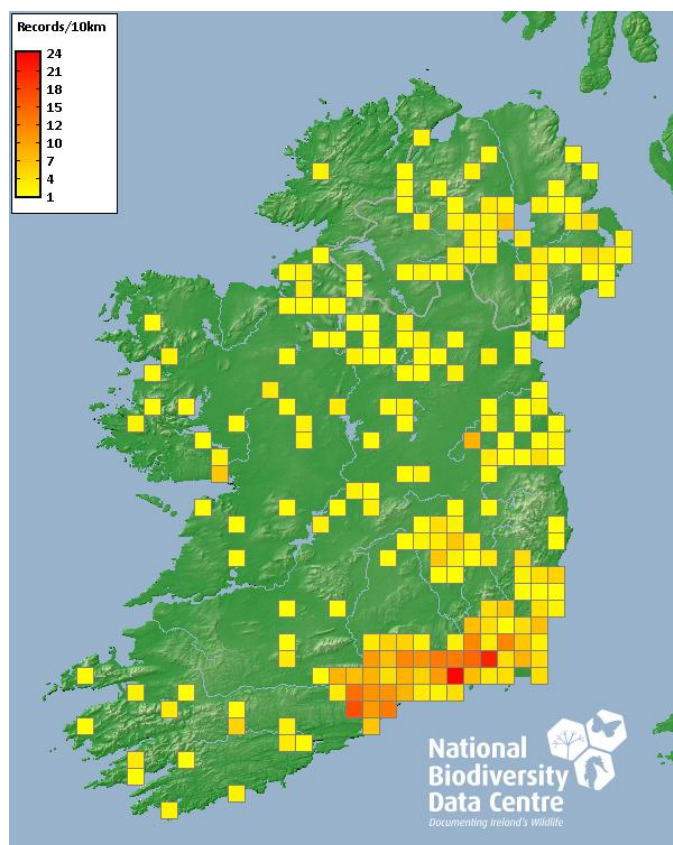 Records/10km
24
21
18
15
12
10
7
4
1
National
Biodiversity
Data Centre
Documenting Ireland's Wildlife